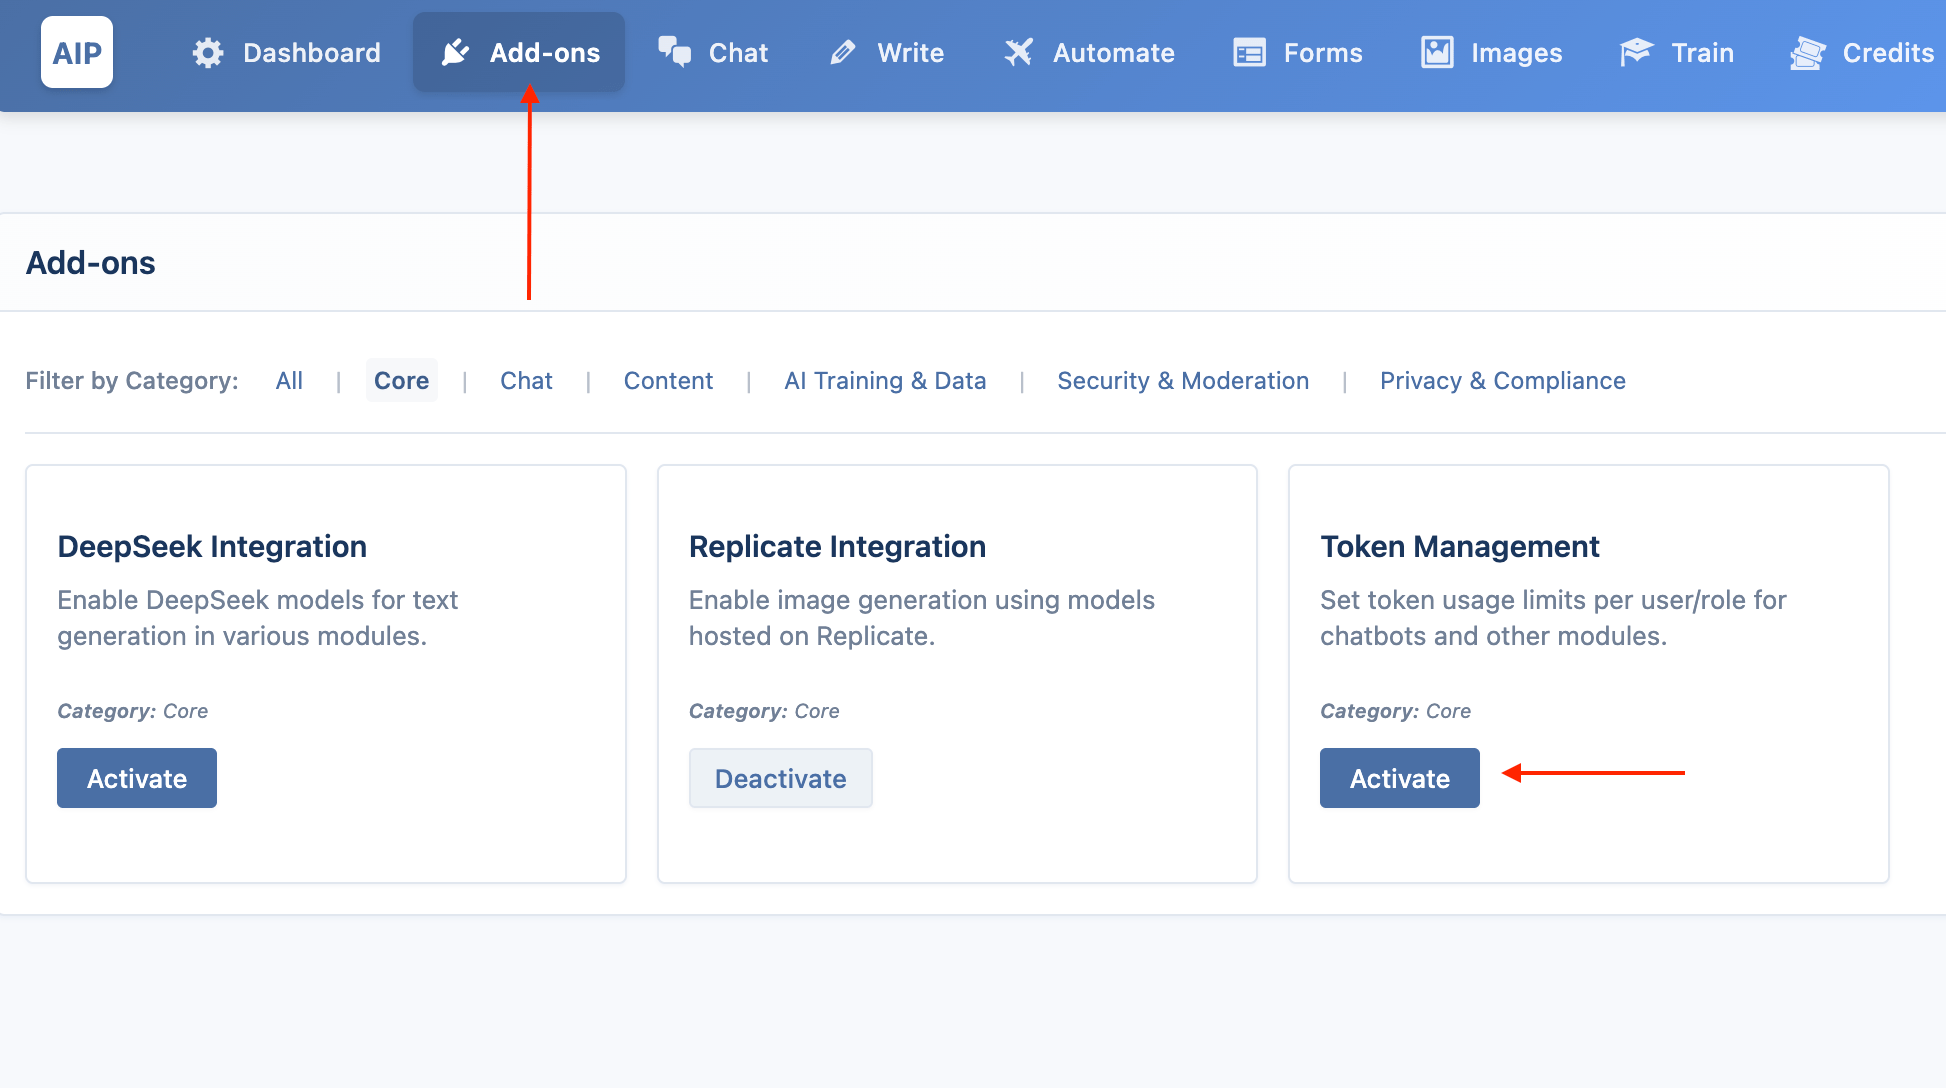 AIP Dashboard Add-ons Chat Write Automate Forms Images Train Credits
Add-ons
Filter by Category: All | Core | Chat | Content | AI Training & Data | Security & Moderation | Privacy & Compliance
DeepSeek Integration
Enable DeepSeek models for text
generation in various modules.
Category: Core
Activate
Replicate Integration
Enable image generation using models
hosted on Replicate.
Category: Core
Deactivate
Token Management
Set token usage limits per user/role for
chatbots and other modules.
Category: Core
Activate